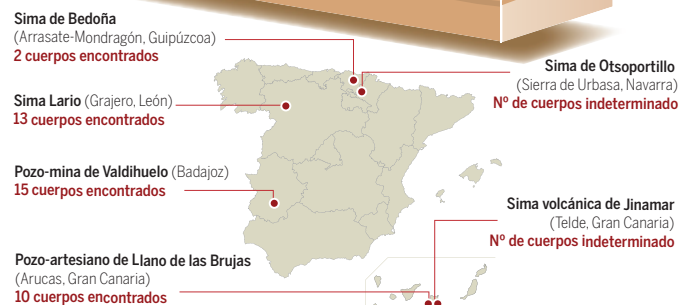 Sima de Bedoña
(Arrasate-Mondragón, Guipúzcoa)
2 cuerpos encontrados
Sima de Otsoportillo
(Sierra de Urbasa, Navarra)
Nº de cuerpos indeterminado
Sima Lario (Grajero, León)
13 cuerpos encontrados
Pozo-mina de Valdihuelo (Badajoz)
15 cuerpos encontrados
Sima volcánica de Jinamar
(Telde, Gran Canaria)
Nº de cuerpos indeterminado
Pozo-artesiano de Llano de las Brujas
(Arucas, Gran Canaria)
10 cuerpos encontrados